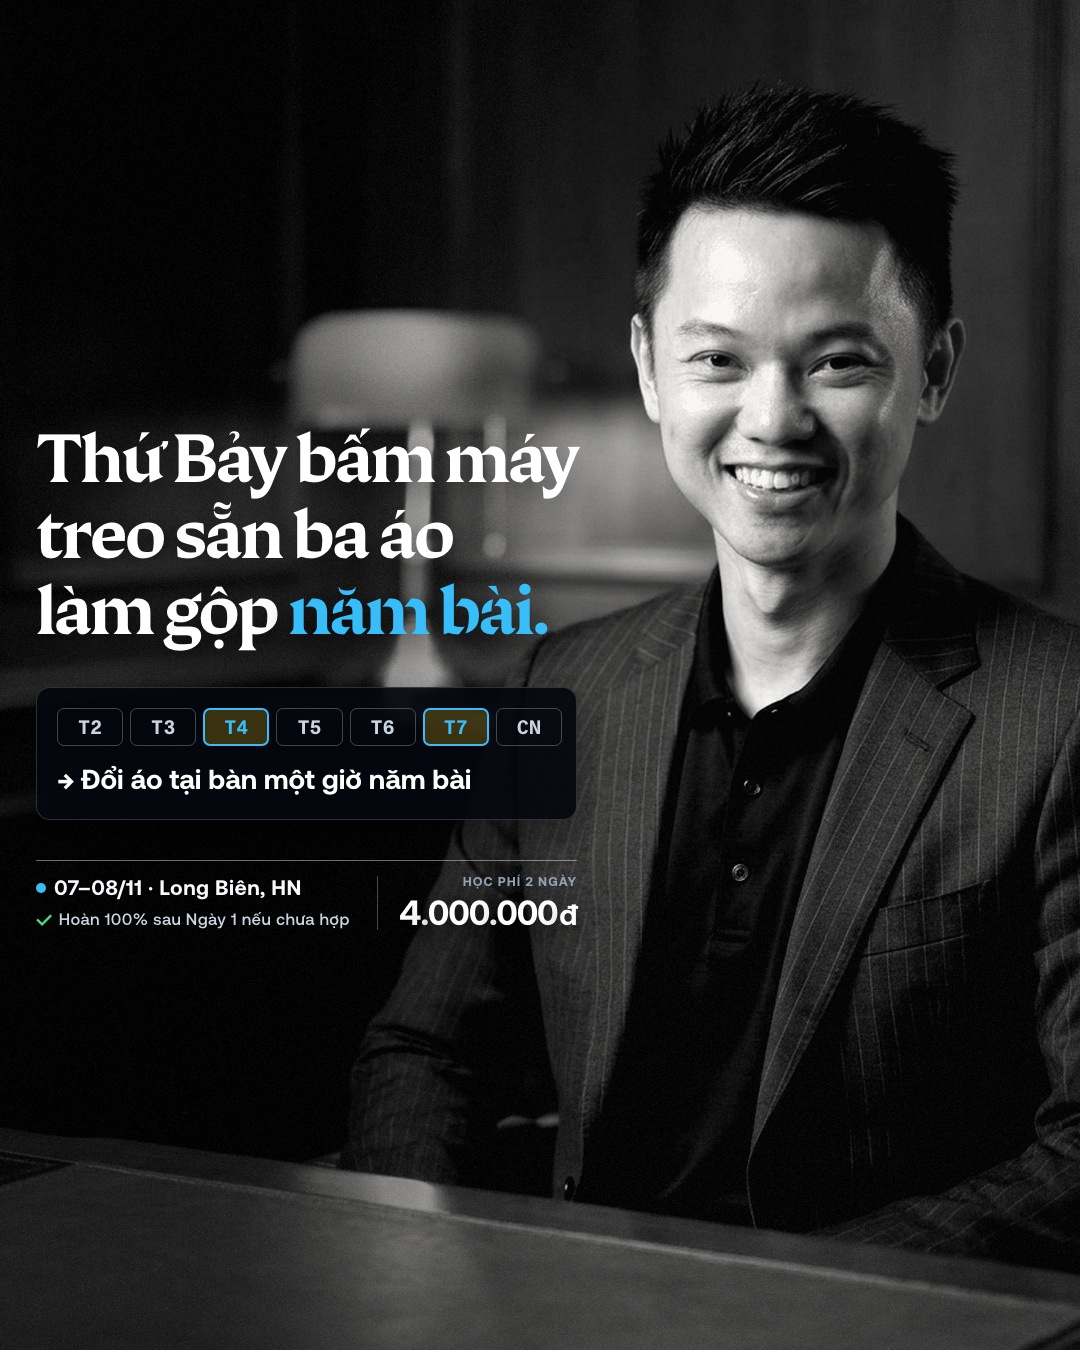 Thứ Bảy bấm máy
treo sẵn ba áo
làm gộp năm bài.
T2 T3 T4 T5 T6 T7 CN
→ Đổi áo tại bàn một giờ năm bài
07–08/11 · Long Biên, HN
Hoàn 100% sau Ngày 1 nếu chưa hợp
HỌC PHÍ 2 NGÀY
4.000.000đ